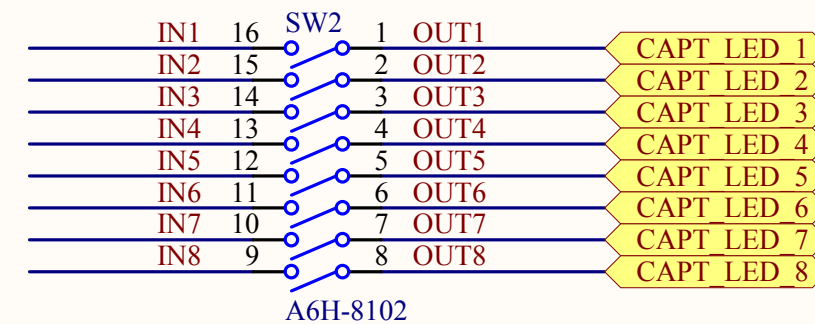 SW2
IN1 16 1 OUT1 CAPT_LED_1
IN2 15 2 OUT2 CAPT_LED_2
IN3 14 3 OUT3 CAPT_LED_3
IN4 13 4 OUT4 CAPT_LED_4
IN5 12 5 OUT5 CAPT_LED_5
IN6 11 6 OUT6 CAPT_LED_6
IN7 10 7 OUT7 CAPT_LED_7
IN8 9 8 OUT8 CAPT_LED_8
A6H-8102